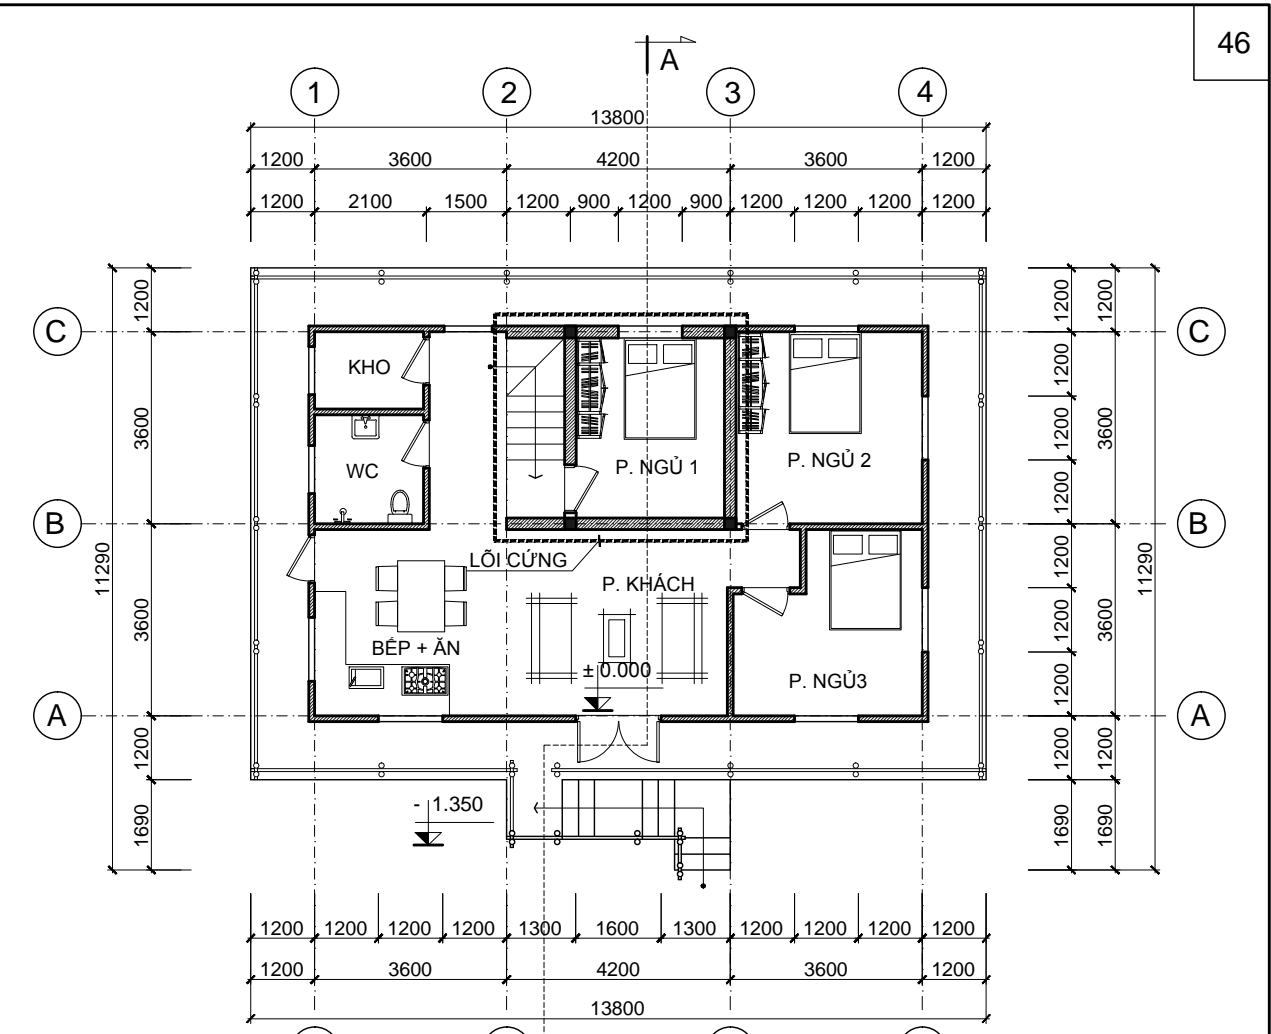 46
A
1 2 3 4
13800
1200 3600 4200 3600 1200
1200 2100 1500 1200 900 1200 900 1200 1200 1200 1200
1200 1200 1200
C C
KHO
1200
3600 1200 3600
WC P. NGỦ 1 P. NGỦ 2
1200
B B
LÕI CỨNG
11290 P. KHÁCH 1200 11290
3600 1200 3600
BẾP + ĂN
± 0.000 P. NGỦ3
1200
A A
1200 1200 1200
- 1.350
1690 1690 1690
1200 1200 1200 1200 1300 1600 1300 1200 1200 1200 1200
1200 3600 4200 3600 1200
13800